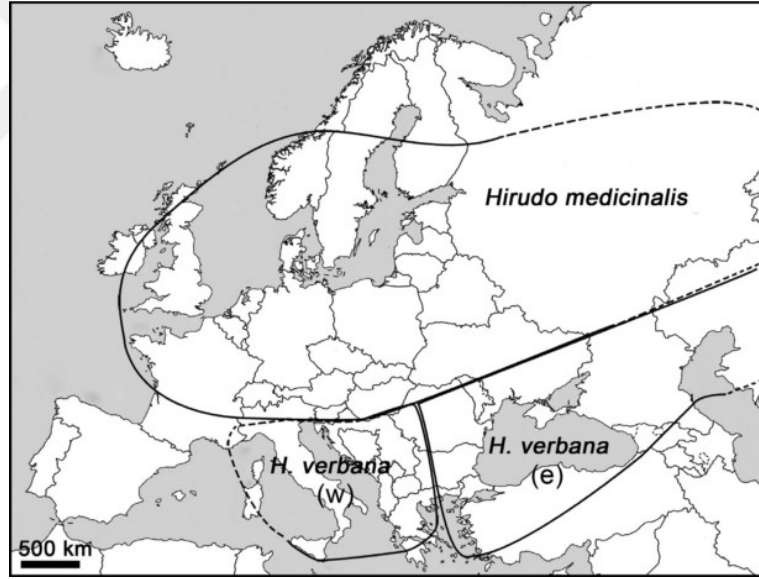 Hirudo medicinalis
H. verbana
(w)
H. verbana
(e)
500 km